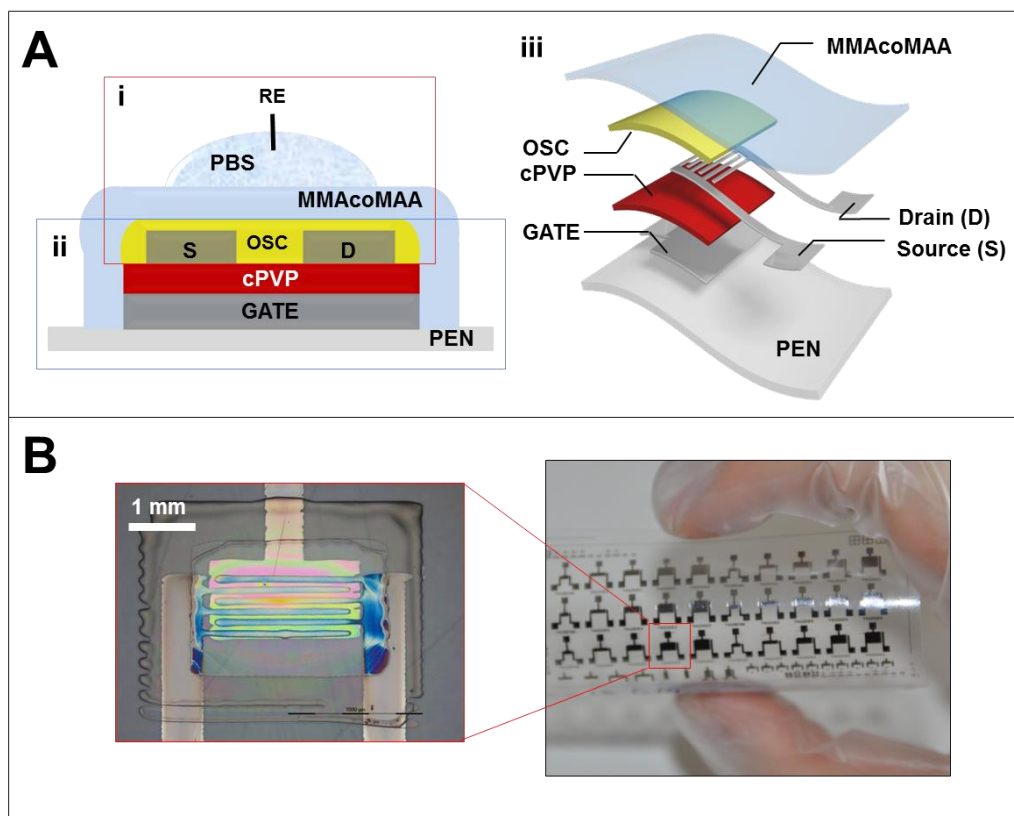 A
i
RE
PBS
MMAcoMAA
ii
S
OSC
D
cPVP
GATE
PEN
iii
MMAcoMAA
OSC
cPVP
GATE
Drain (D)
Source (S)
PEN
B
1 mm